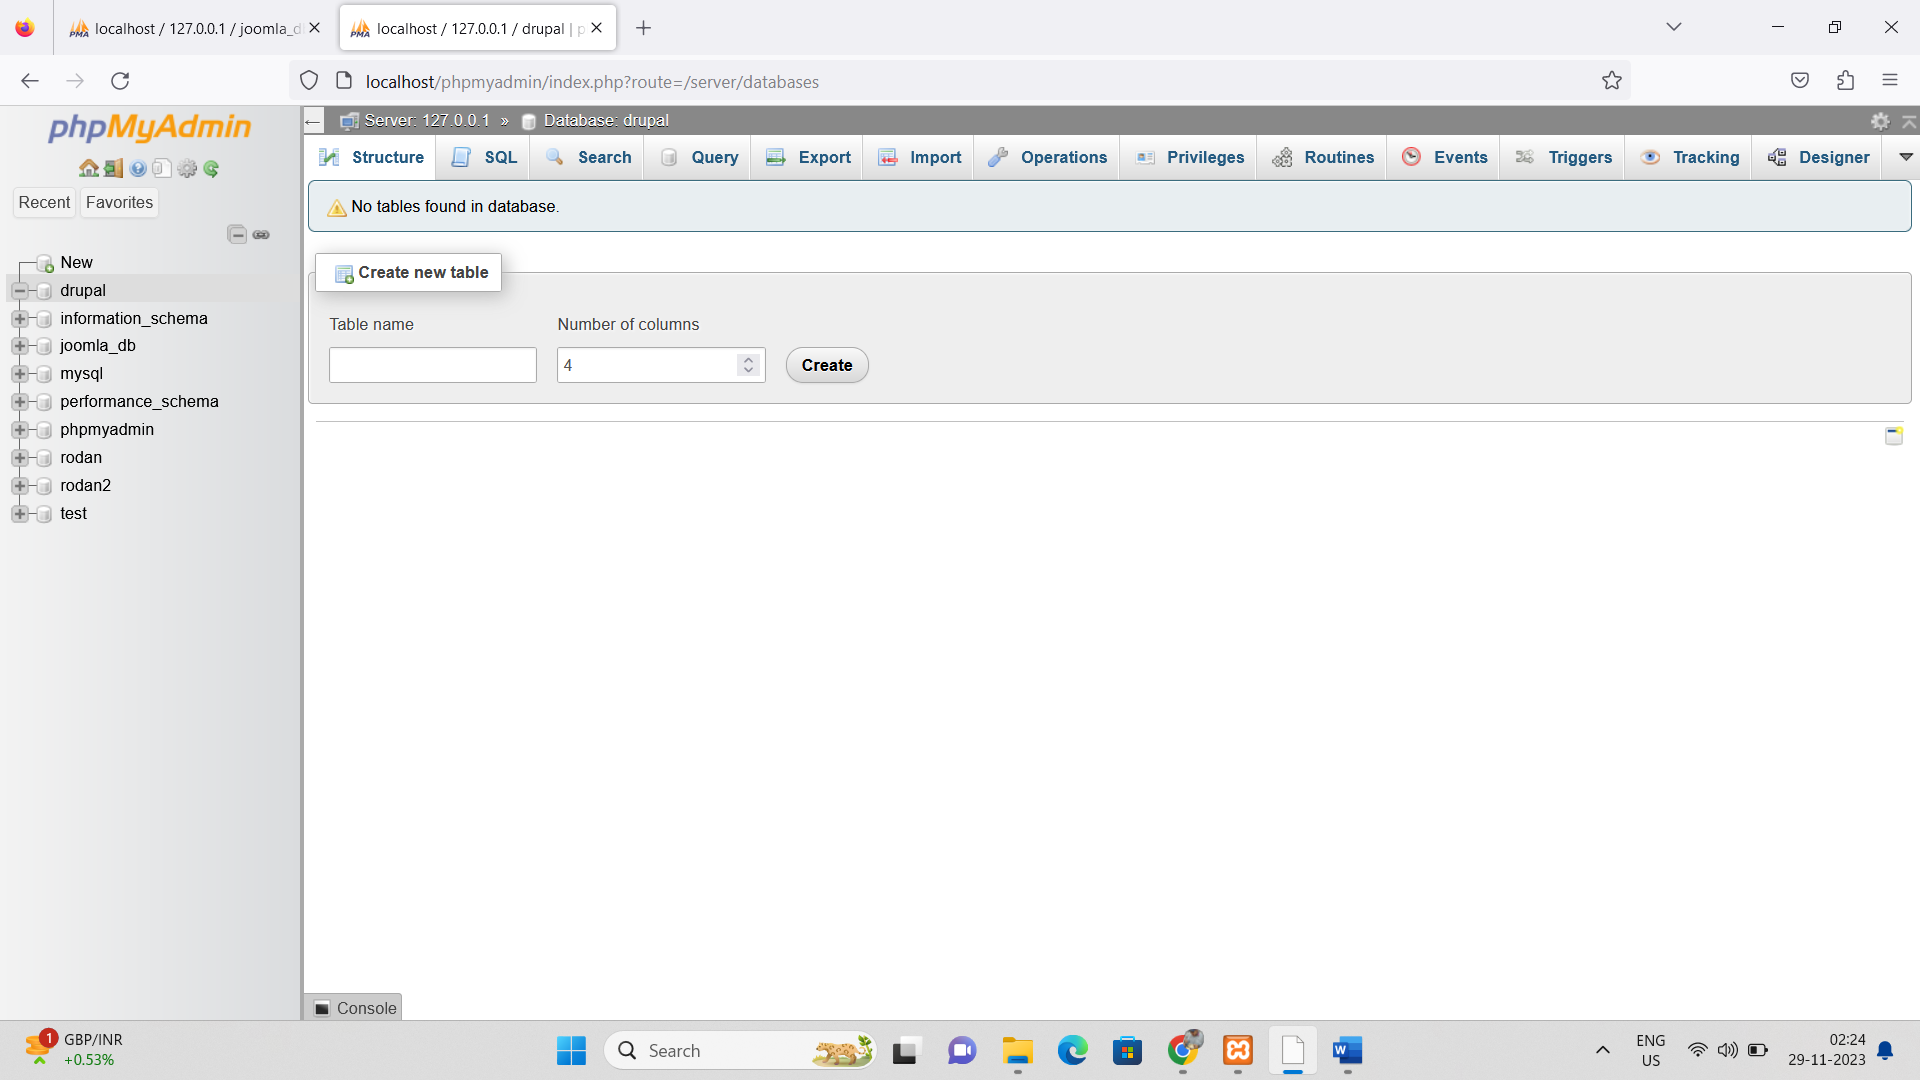 localhost / 127.0.0.1 / joomla_d
localhost / 127.0.0.1 / drupal | p
localhost/phpmyadmin/index.php?route=/server/databases
phpMyAdmin
Recent Favorites
New
drupal
information_schema
joomla_db
mysql
performance_schema
phpmyadmin
rodan
rodan2
test
Server: 127.0.0.1 » Database: drupal
Structure SQL Search Query Export Import Operations Privileges Routines Events Triggers Tracking Designer
No tables found in database.
Create new table
Table name Number of columns
4 Create
Console
1 GBP/INR
+0.53%
Search
ENG
US
02:24
29-11-2023